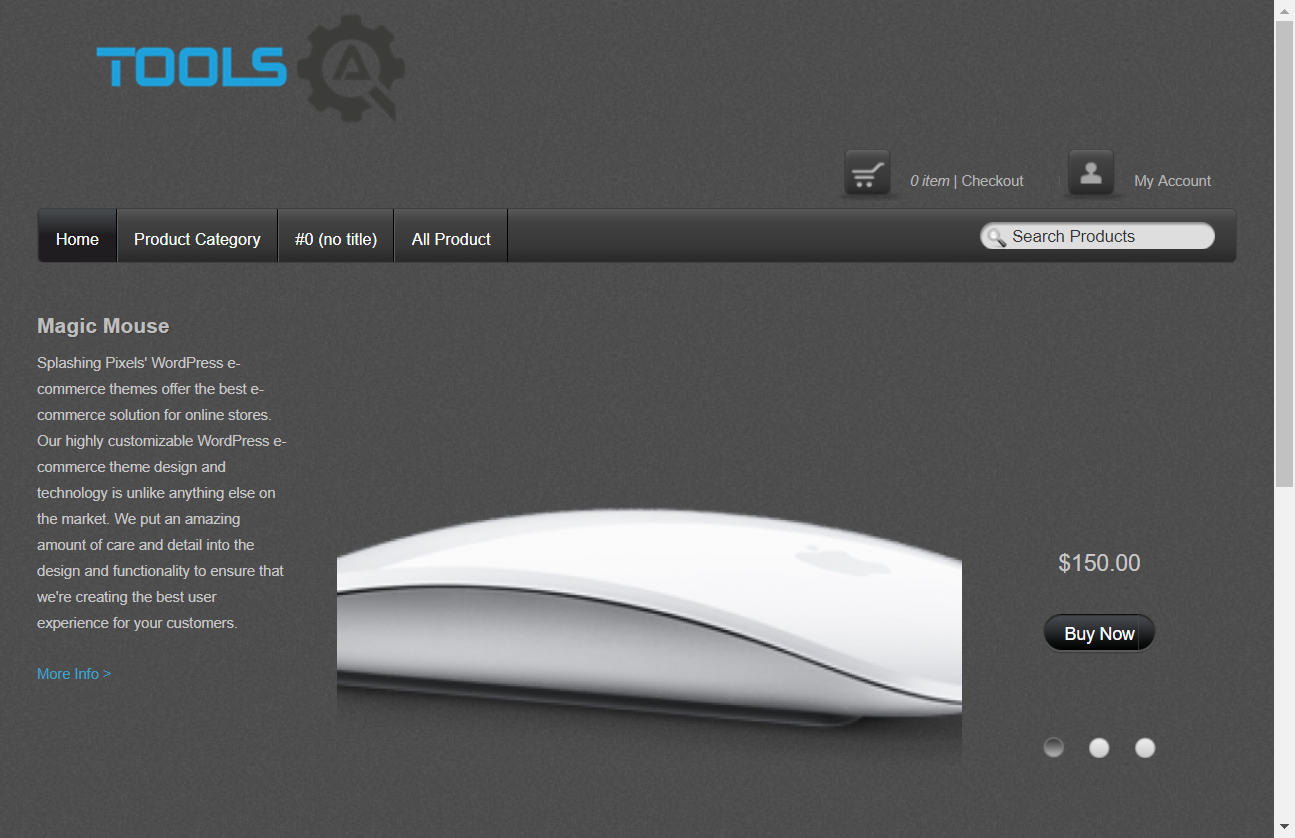 TOOLS
0 item | Checkout
My Account
Home
Product Category
#0 (no title)
All Product
Search Products
Magic Mouse
Splashing Pixels' WordPress e-
commerce themes offer the best e-
commerce solution for online stores.
Our highly customizable WordPress e-
commerce theme design and
technology is unlike anything else on
the market. We put an amazing
amount of care and detail into the
design and functionality to ensure that
we're creating the best user
experience for your customers.
More Info >
$150.00
Buy Now